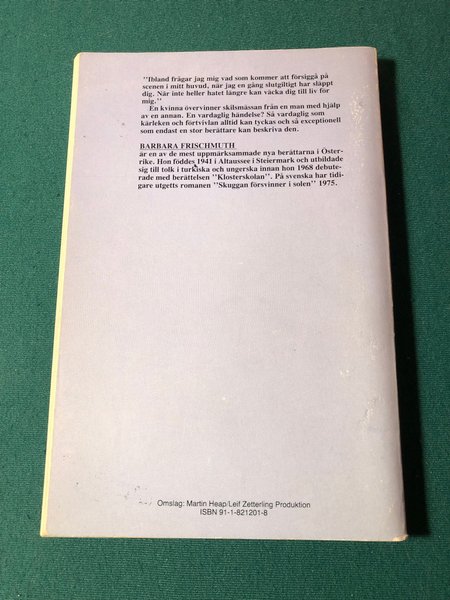 "Ibland frågar jag mig vad som kommer att försiggå på
scenen i mitt huvud, när jag en gång slutgiltigt har släppt
dig. När inte heller hatet längre kan väcka dig till liv för
mig."
En kvinna övervinner skilsmässan från en man med hjälp
av en annan. En vardaglig händelse? Så vardaglig som
kärleken och förtvivlan alltid kan tyckas och så exceptionell
som endast en stor berättare kan beskriva den.
BARBARA FRISCHMUTH
är en av de mest uppmärksammade nya berättarna i Öster-
rike. Hon föddes 1941 i Altaussee i Steiermark och utbildade
sig till tolk i turkiska och ungerska innan hon 1968 debute-
rade med berättelsen "Klosterskolan". På svenska har tidi-
gare utgetts romanen "Skuggan försvinner i solen" 1975.
Omslag: Martin Heap/Leif Zetterling Produktion
ISBN 91-1-821201-8